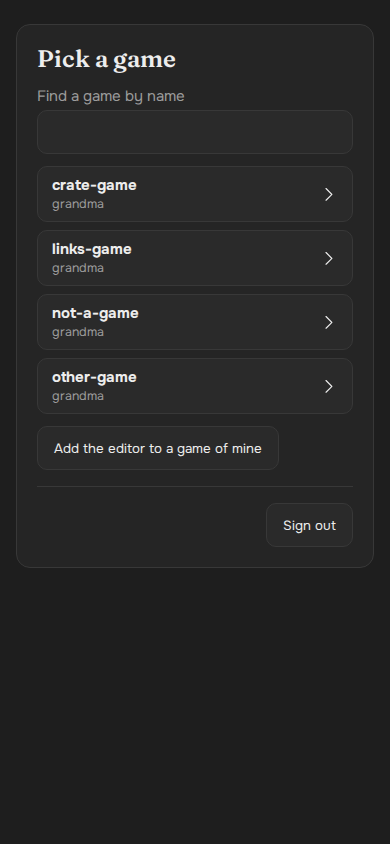 Pick a game
Find a game by name
crate-game
grandma
links-game
grandma
not-a-game
grandma
other-game
grandma
Add the editor to a game of mine
Sign out